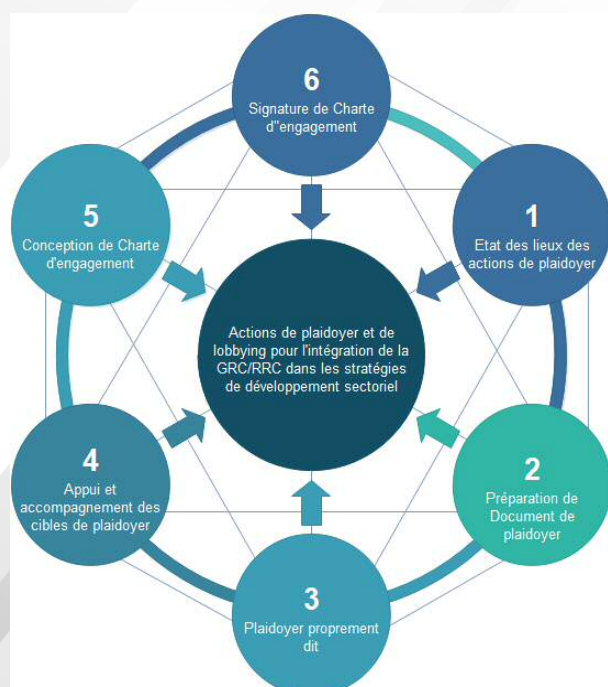 6
Signature de Charte
d"engagement
5
Conception de Charte
d'engagement
1
Etat des lieux des
actions de plaidoyer
Actions de plaidoyer et de
lobbying pour l'intégration de la
GRC/RRC dans les stratégies
de développement sectoriel
4
Appui et
accompagnement des
cibles de plaidoyer
2
Préparation de
Document de
plaidoyer
3
Plaidoyer proprement
dit